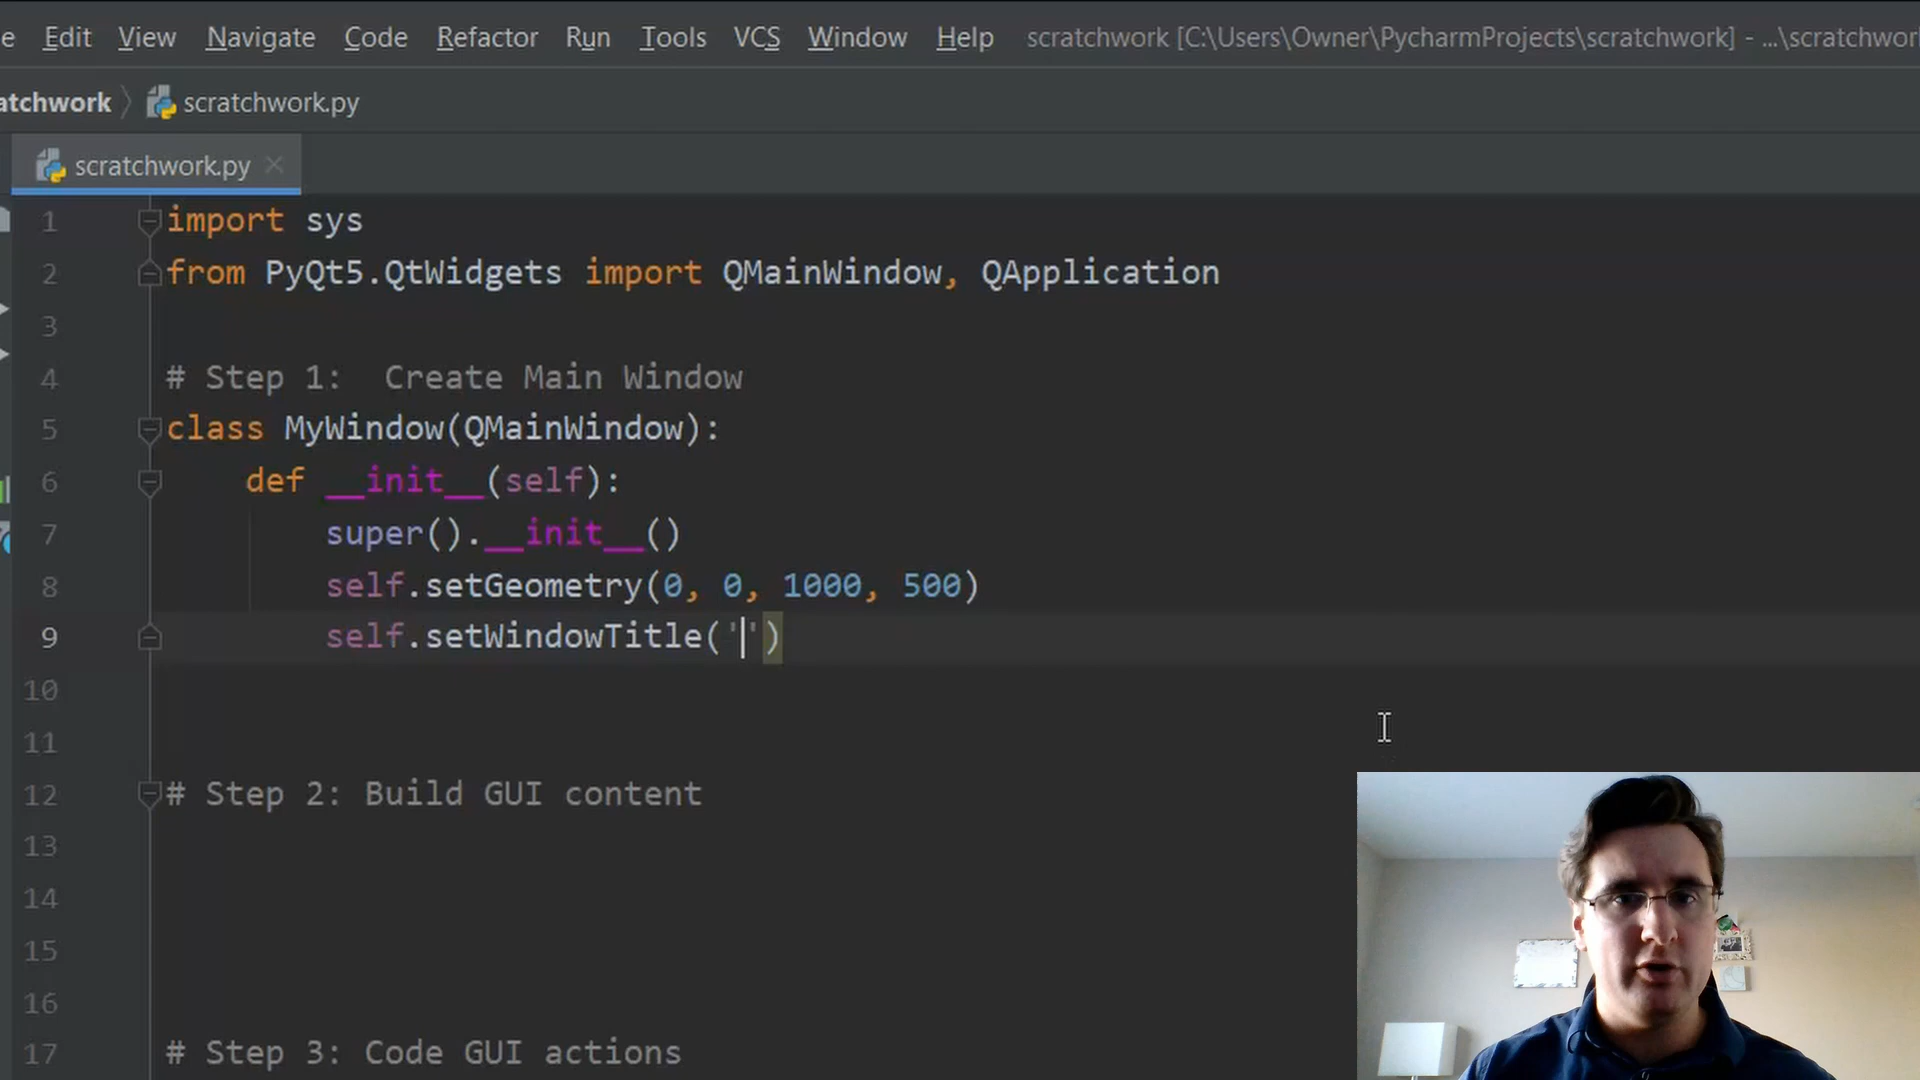 e Edit View Navigate Code Refactor Run Tools VCS Window Help scratchwork [C:\Users\Owner\PycharmProjects\scratchwork] - ...\scratchwor
atchwork scratchwork.py
scratchwork.py
1 import sys
2 from PyQt5.QtWidgets import QMainWindow, QApplication
3
4 # Step 1:  Create Main Window
5 class MyWindow(QMainWindow):
6 def __init__(self):
7 super().__init__()
8 self.setGeometry(0, 0, 1000, 500)
9 self.setWindowTitle('')
10
11
12 # Step 2: Build GUI content
13
14
15
16
17 # Step 3: Code GUI actions